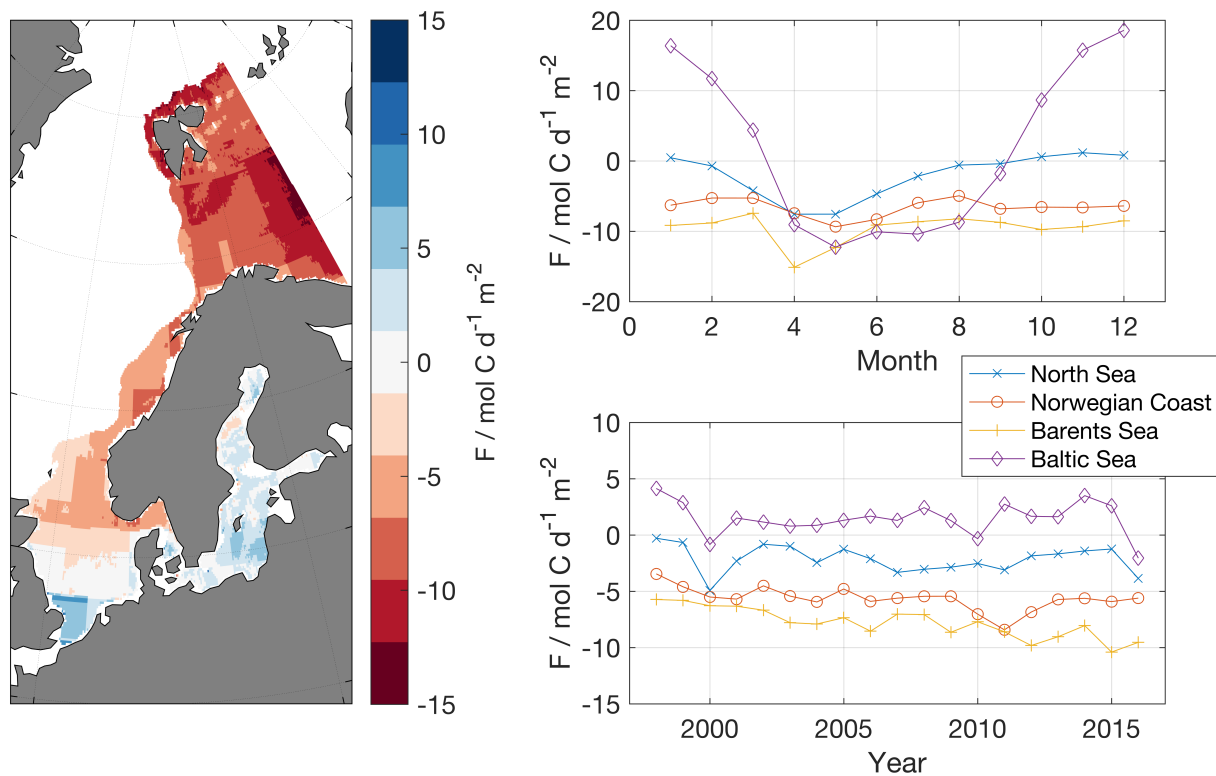 15
10
5
0
-5
-10
-15
F / mol C d⁻¹ m⁻²
20
10
0
-10
-20
F / mol C d⁻¹ m⁻²
0 2 4 6 8 10 12
Month
North Sea
Norwegian Coast
Barents Sea
Baltic Sea
10
5
0
-5
-10
-15
F / mol C d⁻¹ m⁻²
2000 2005 2010 2015
Year